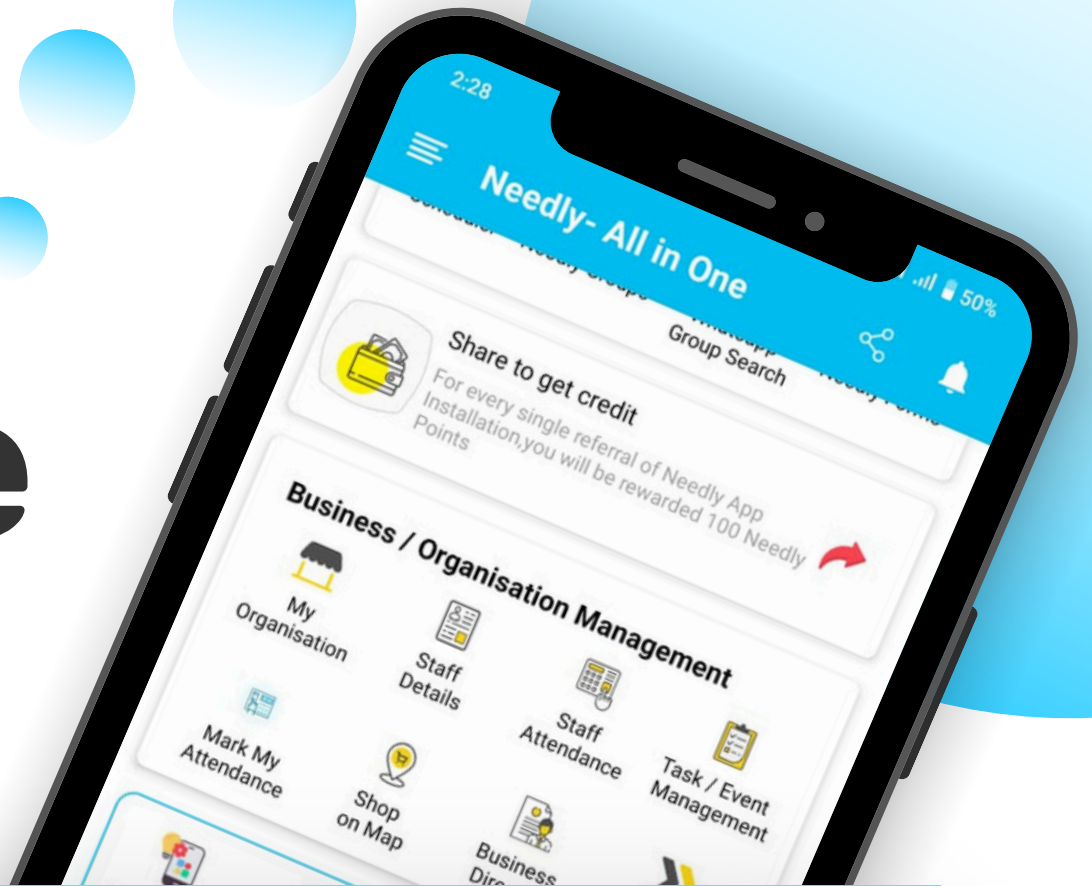 2:28
50%
Needly- All in One
Group Search
Share to get credit
For every single referral of Needly App
Installation,you will be rewarded 100 Needly
Points
Business / Organisation Management
My
Organisation
Staff
Details
Staff
Attendance
Task / Event
Management
Mark My
Attendance
Shop
on Map
Business